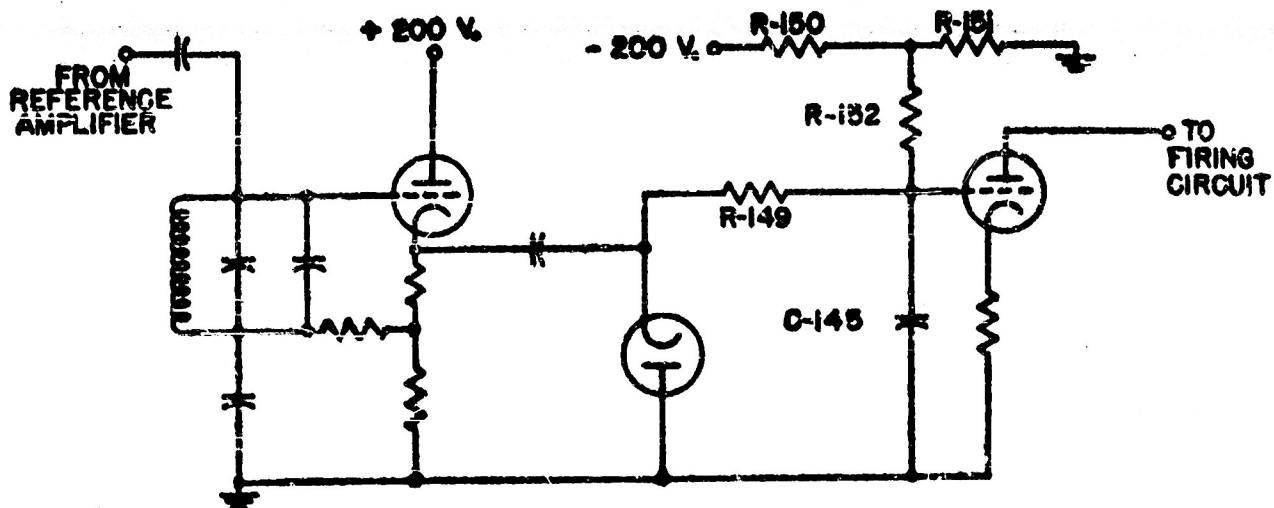 FROM
REFERENCE
AMPLIFIER
+ 200 V.
- 200 V.
R-150
R-151
R-152
R-149
C-145
TO
FIRING
CIRCUIT